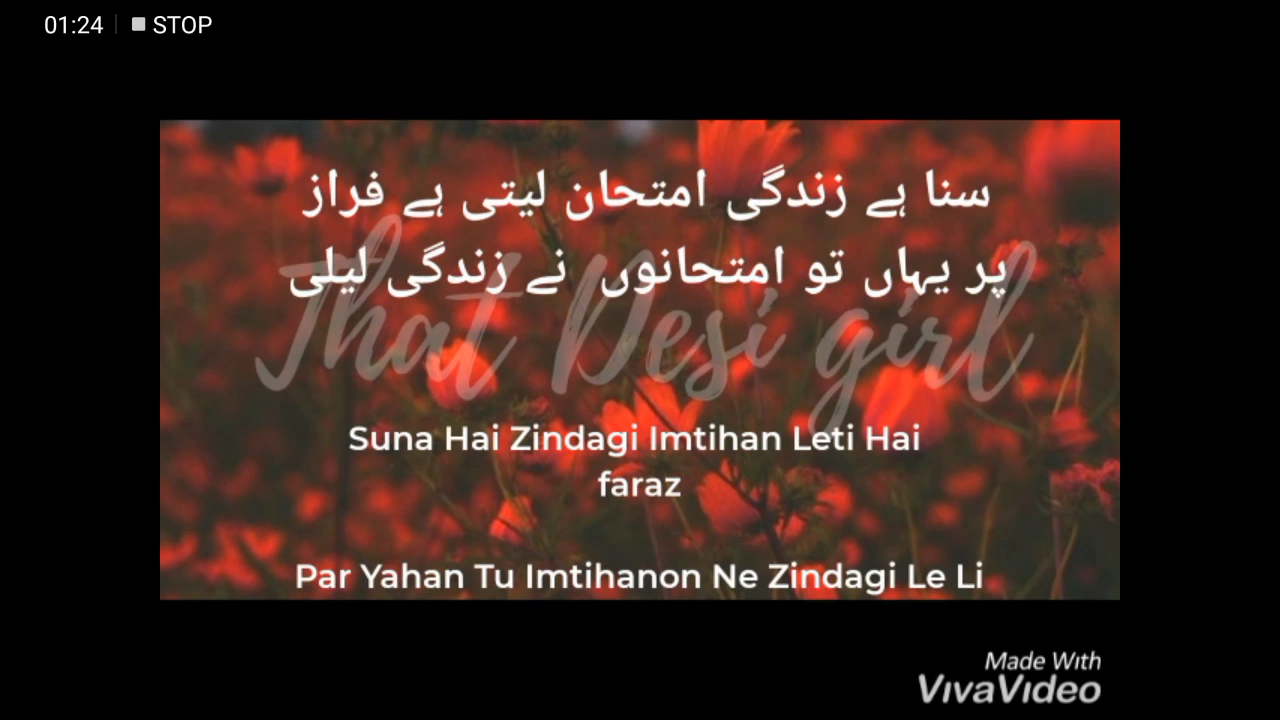 01:24 STOP
سنا ہے زندگی امتحان لیتی ہے فراز
پر یہاں تو امتحانوں نے زندگی لیلی
That Desi girl
Suna Hai Zindagi Imtihan Leti Hai
faraz
Par Yahan Tu Imtihanon Ne Zindagi Le Li
Made With
VivaVideo